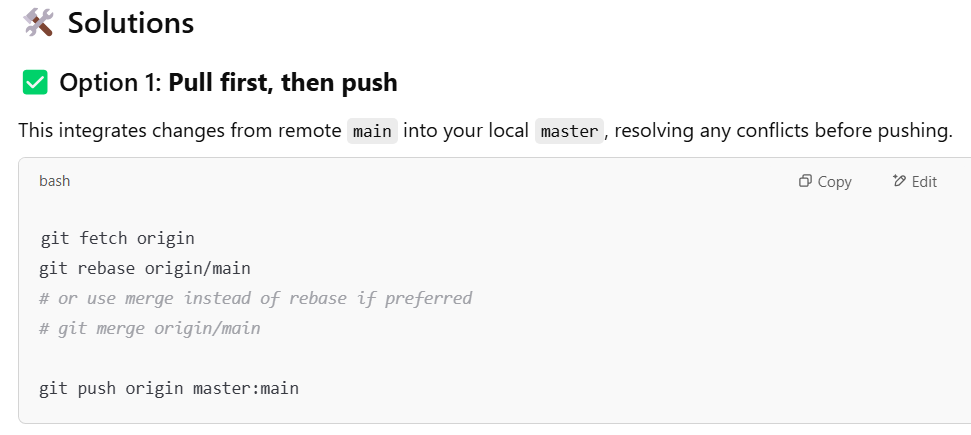 Solutions
Option 1: Pull first, then push
This integrates changes from remote main into your local master, resolving any conflicts before pushing.
bash
Copy
Edit
git fetch origin
git rebase origin/main
# or use merge instead of rebase if preferred
# git merge origin/main
git push origin master:main